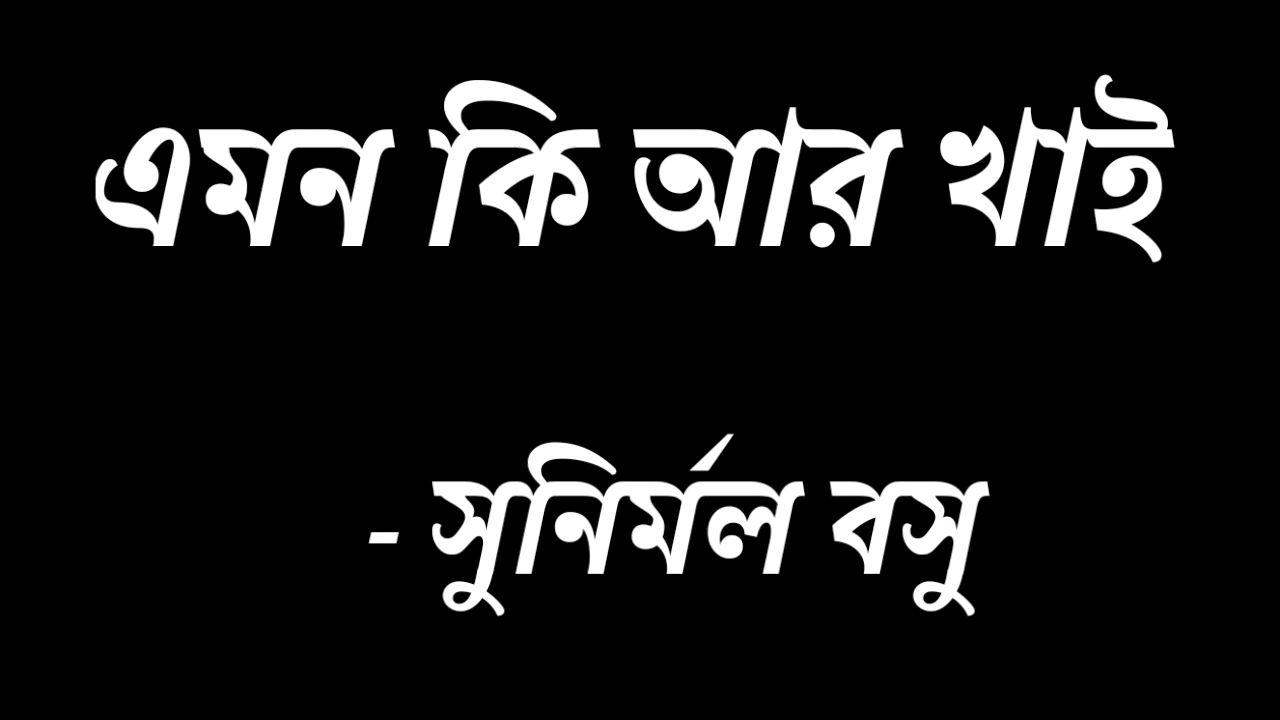 এমন কি আর খাই
- সুনির্মল বসু